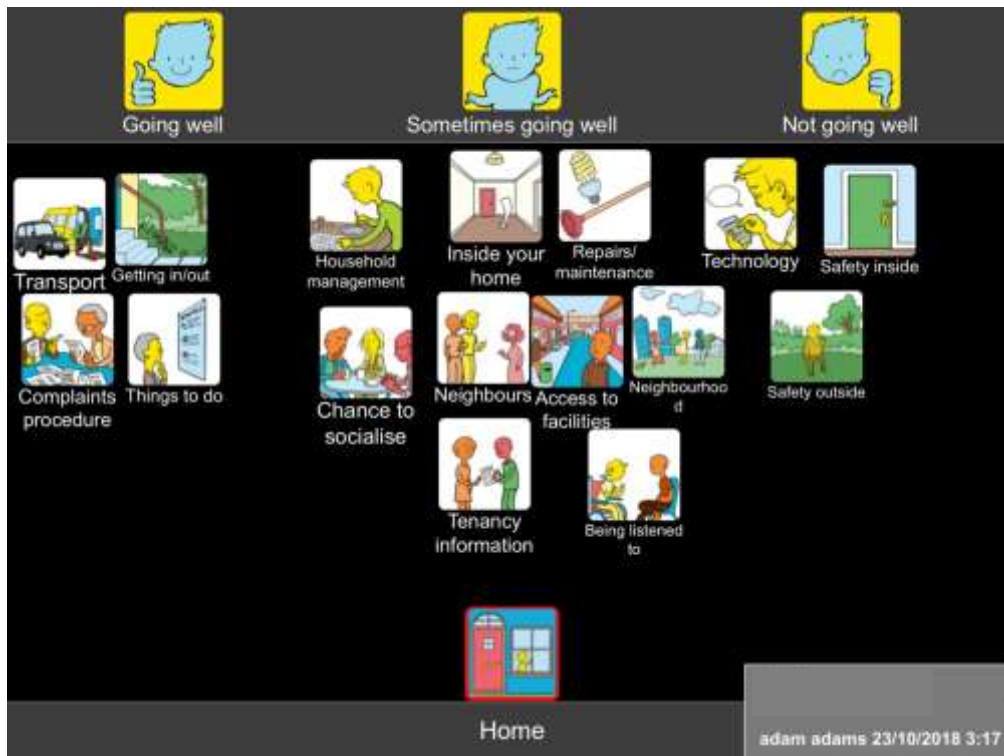 Going well
Sometimes going well
Not going well
Transport
Getting in/out
Household
management
Inside your
home
Repairs/
maintenance
Technology
Safety inside
Complaints
procedure
Things to do
Chance to
socialise
Neighbours
Access to
facilities
Neighbourhoo
d
Safety outside
Tenancy
information
Being listened
to
Home
adam adams 23/10/2018 3:17